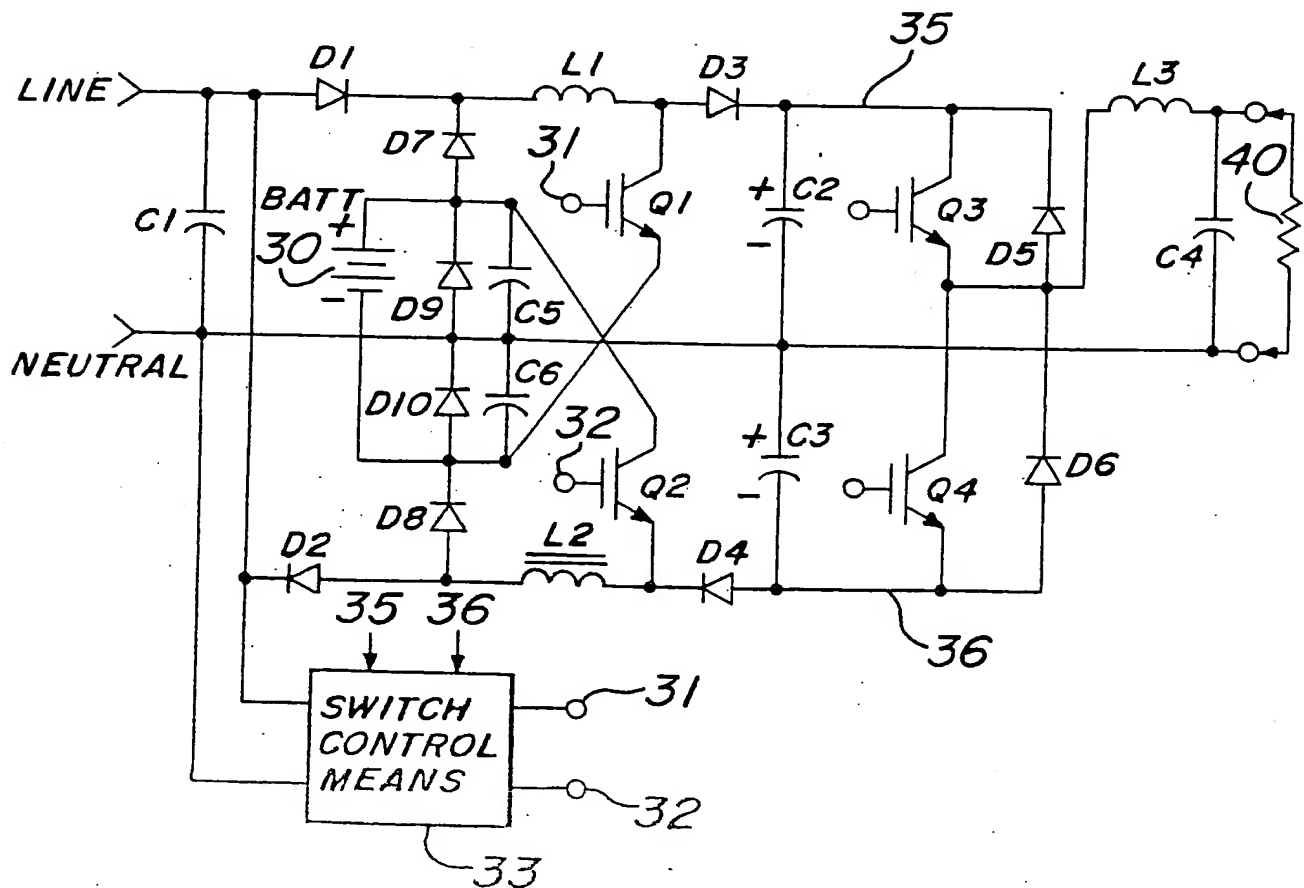 35
D1
L1
D3
L3
LINE
D7
31
40
BATT
+
C1
30
-
Q1
+
C2
-
Q3
D5
C4
D9
C5
NEUTRAL
C6
D10
32
+
C3
-
Q2
Q4
D6
D8
D2
L2
D4
35
36
36
SWITCH
CONTROL
MEANS
31
32
33